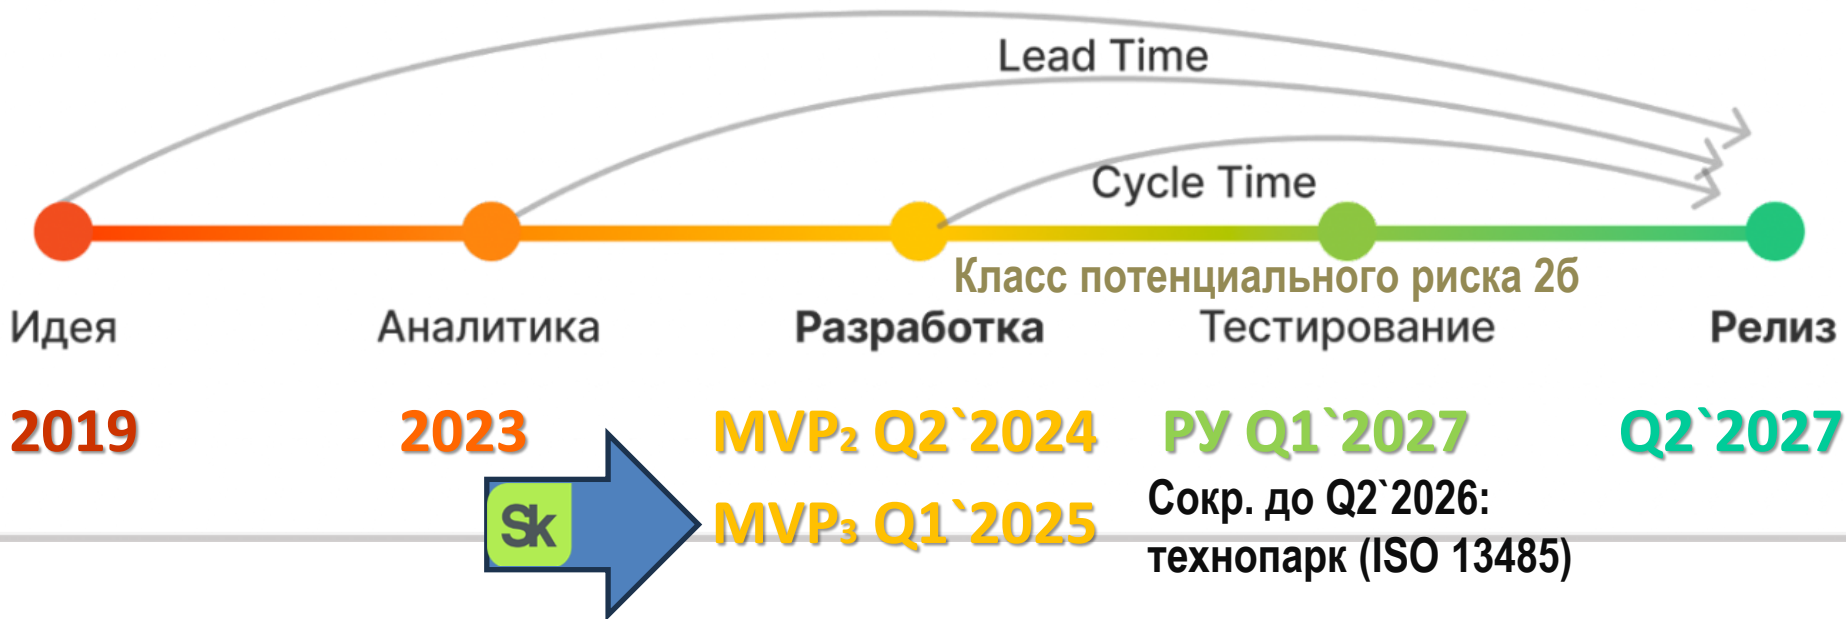 Lead Time
Cycle Time
Класс потенциального риска 2б
Идея Аналитика Разработка Тестирование Релиз
2019 2023 MVP₂ Q2`2024 РУ Q1`2027 Q2`2027
Sk MVP₃ Q1`2025 Сокр. до Q2`2026:
технопарк (ISO 13485)